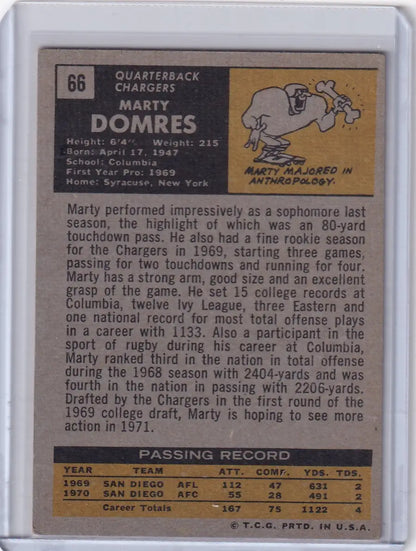 66
QUARTERBACK
CHARGERS
MARTY
DOMRES
Height: 6'4" Weight: 215
Born: April 17, 1947
School: Columbia
First Year Pro: 1969
Home: Syracuse, New York
MARTY MAJORED IN
ANTHROPOLOGY.
Marty performed impressively as a sophomore last
season, the highlight of which was an 80-yard
touchdown pass. He also had a fine rookie season
for the Chargers in 1969, starting three games,
passing for two touchdowns and running for four.
Marty has a strong arm, good size and an excellent
grasp of the game. He set 15 college records at
Columbia, twelve Ivy League, three Eastern and
one national record for most total offense plays
in a career with 1133. Also a participant in the
sport of rugby during his career at Columbia,
Marty ranked third in the nation in total offense
during the 1968 season with 2404-yards and was
fourth in the nation in passing with 2206-yards.
Drafted by the Chargers in the first round of the
1969 college draft, Marty is hoping to see more
action in 1971.
PASSING RECORD
YEAR TEAM ATT. COMP. YDS. TDS.
1969 SAN DIEGO AFL 112 47 631 2
1970 SAN DIEGO AFC 55 28 491 2
Career Totals 167 75 1122 4
© T.C.G. PRTD. IN U.S.A.